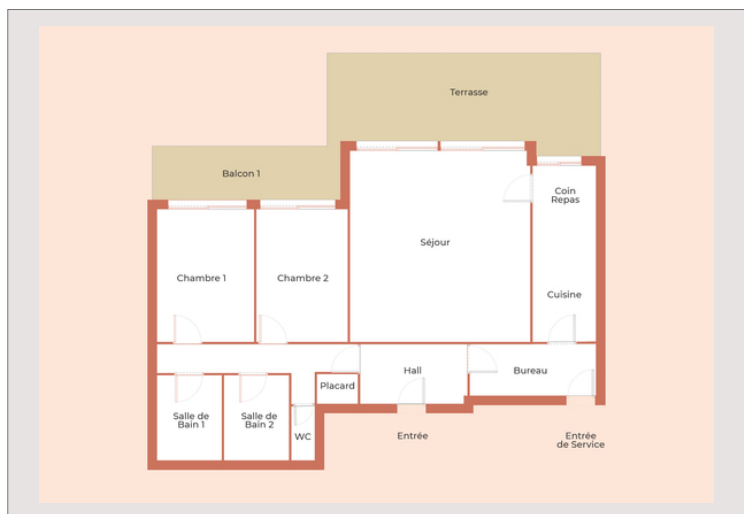 Terrasse
Balcon 1
Coin
Repas
Séjour
Chambre 1
Chambre 2
Cuisine
Hall
Bureau
Placard
Salle de
Bain 1
Salle de
Bain 2
WC
Entrée
Entrée
de Service